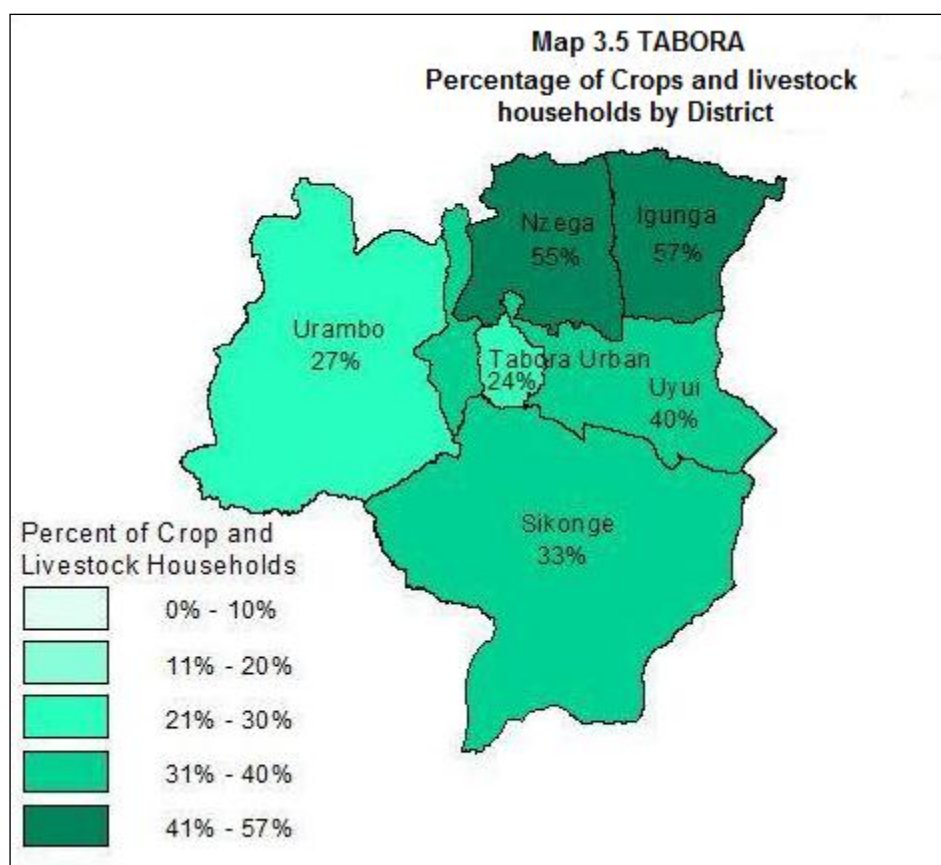 Map 3.5 TABORA
Percentage of Crops and livestock
households by District
Nzega
55%
Igunga
57%
Urambo
27%
Tabora Urban
24%
Uyui
40%
Sikonge
33%
Percent of Crop and
Livestock Households
0% - 10%
11% - 20%
21% - 30%
31% - 40%
41% - 57%